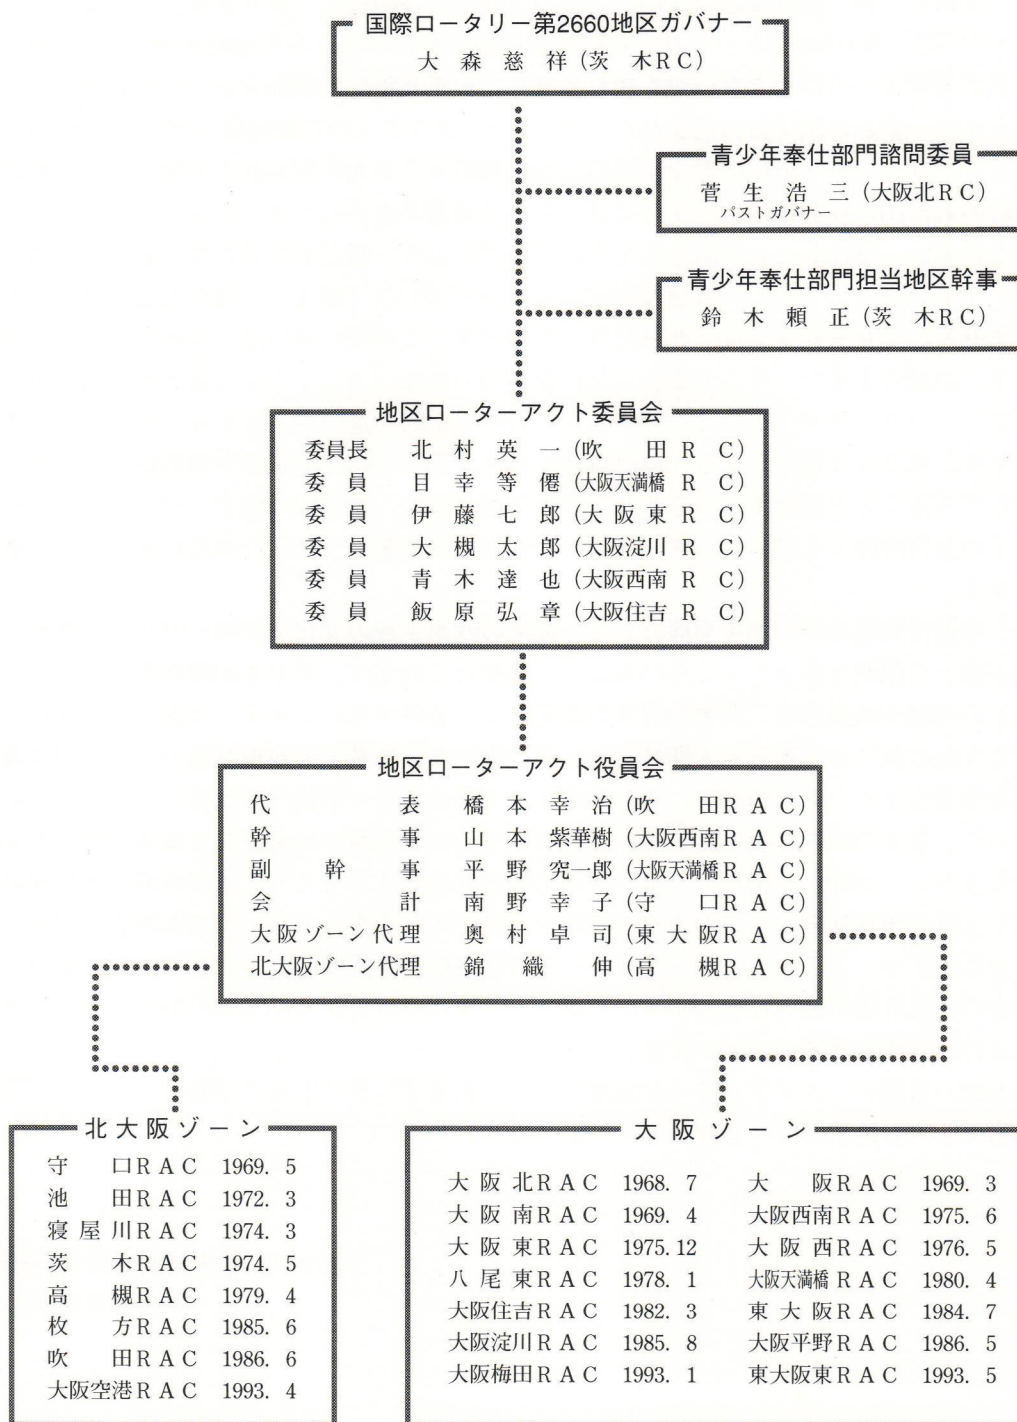 国際ロータリー第2660地区ガバナー
大森慈祥(茨木RC)
青少年奉仕部門諮問委員
菅生浩三(大阪北RC)
パストガバナー
青少年奉仕部門担当地区幹事
鈴木頼正(茨木RC)
地区ローターアクト委員会
委員長 北村英一(吹田RC)
委員 目幸等僊(大阪天満橋RC)
委員 伊藤七郎(大阪東RC)
委員 大槻太郎(大阪淀川RC)
委員 青木達也(大阪西南RC)
委員 飯原弘章(大阪住吉RC)
地区ローターアクト役員会
代表 橋本幸治(吹田RAC)
幹事 山本紫華樹(大阪西南RAC)
副幹事 平野究一郎(大阪天満橋RAC)
会計 南野幸子(守口RAC)
大阪ゾーン代理 奥村卓司(東大阪RAC)
北大阪ゾーン代理 錦織伸(高槻RAC)
北大阪ゾーン
守口RAC 1969. 5
池田RAC 1972. 3
寝屋川RAC 1974. 3
茨木RAC 1974. 5
高槻RAC 1979. 4
枚方RAC 1985. 6
吹田RAC 1986. 6
大阪空港RAC 1993. 4
大阪ゾーン
大阪北RAC 1968. 7 大阪RAC 1969. 3
大阪南RAC 1969. 4 大阪西南RAC 1975. 6
大阪東RAC 1975.12 大阪西RAC 1976. 5
八尾東RAC 1978. 1 大阪天満橋RAC 1980. 4
大阪住吉RAC 1982. 3 東大阪RAC 1984. 7
大阪淀川RAC 1985. 8 大阪平野RAC 1986. 5
大阪梅田RAC 1993. 1 東大阪東RAC 1993. 5